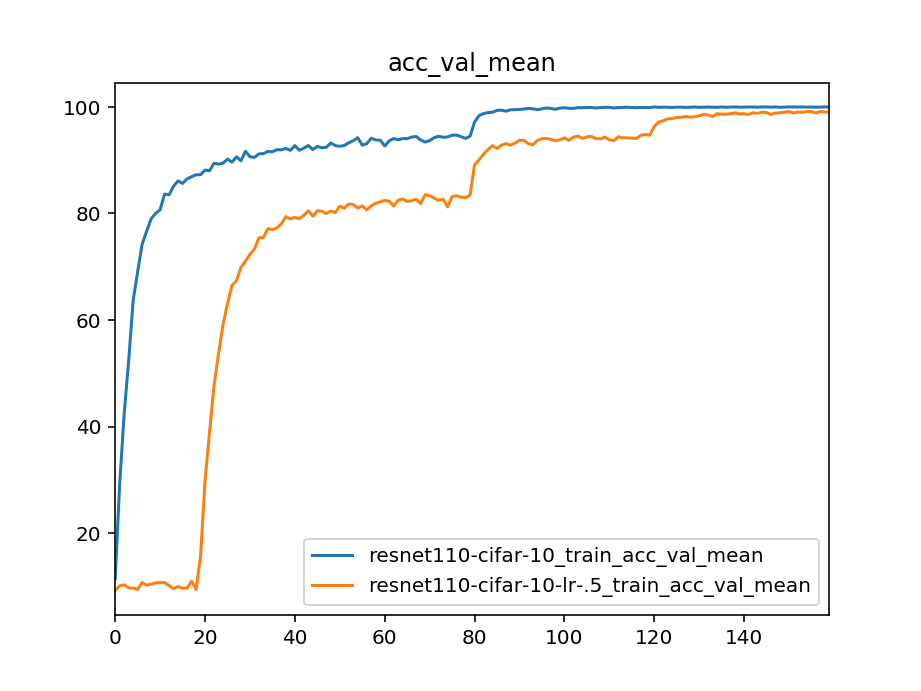 acc_val_mean
100
80
60
40
20
resnet110-cifar-10_train_acc_val_mean
resnet110-cifar-10-lr-.5_train_acc_val_mean
0 20 40 60 80 100 120 140